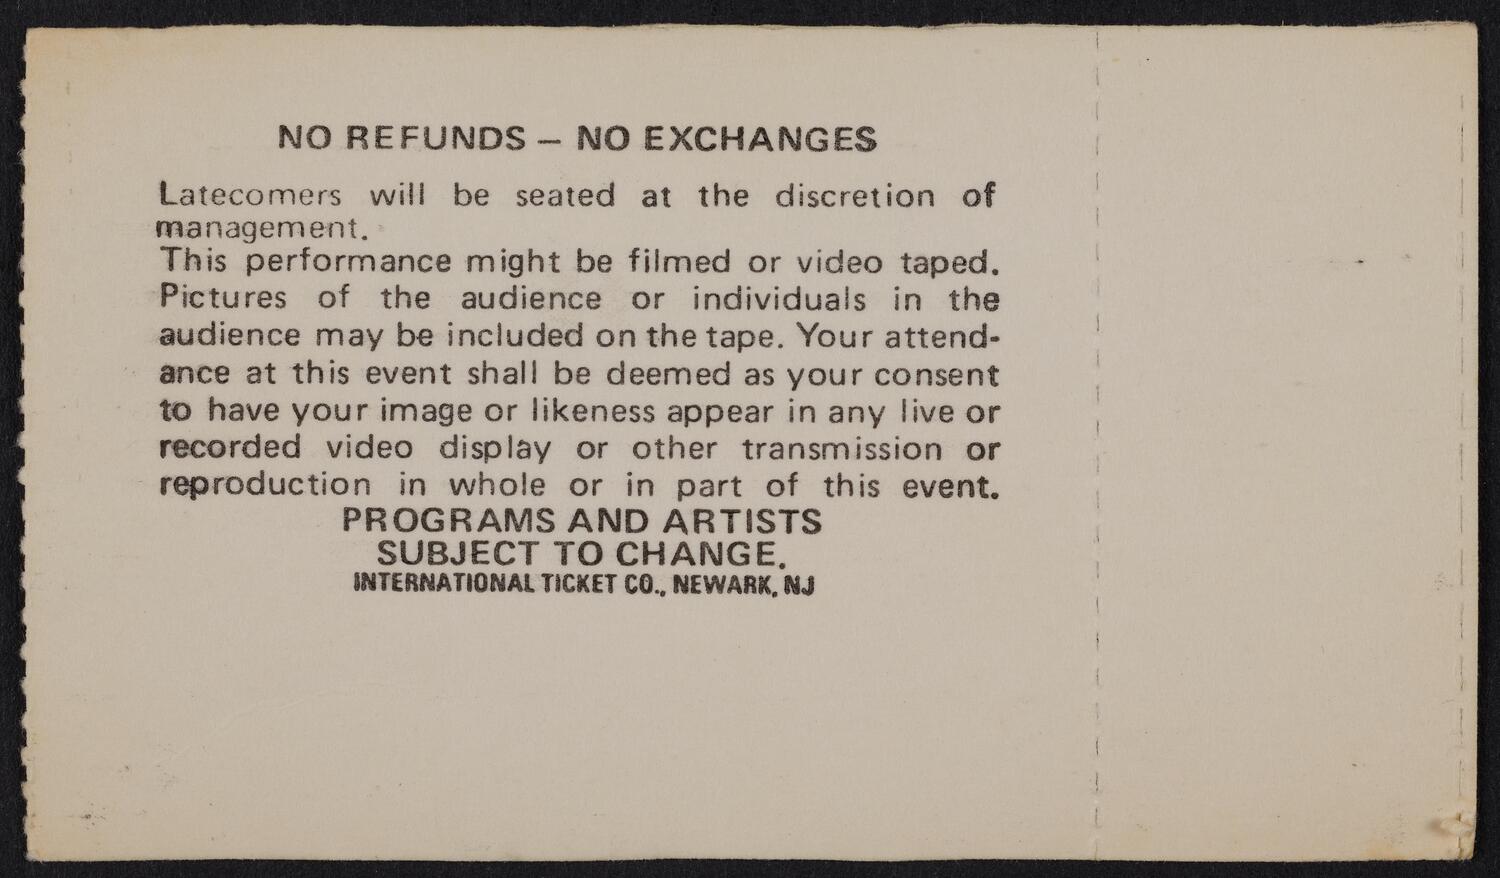 NO REFUNDS – NO EXCHANGES
Latecomers will be seated at the discretion of
management.
This performance might be filmed or video taped.
Pictures of the audience or individuals in the
audience may be included on the tape. Your attend-
ance at this event shall be deemed as your consent
to have your image or likeness appear in any live or
recorded video display or other transmission or
reproduction in whole or in part of this event.
PROGRAMS AND ARTISTS
SUBJECT TO CHANGE.
INTERNATIONAL TICKET CO., NEWARK, NJ